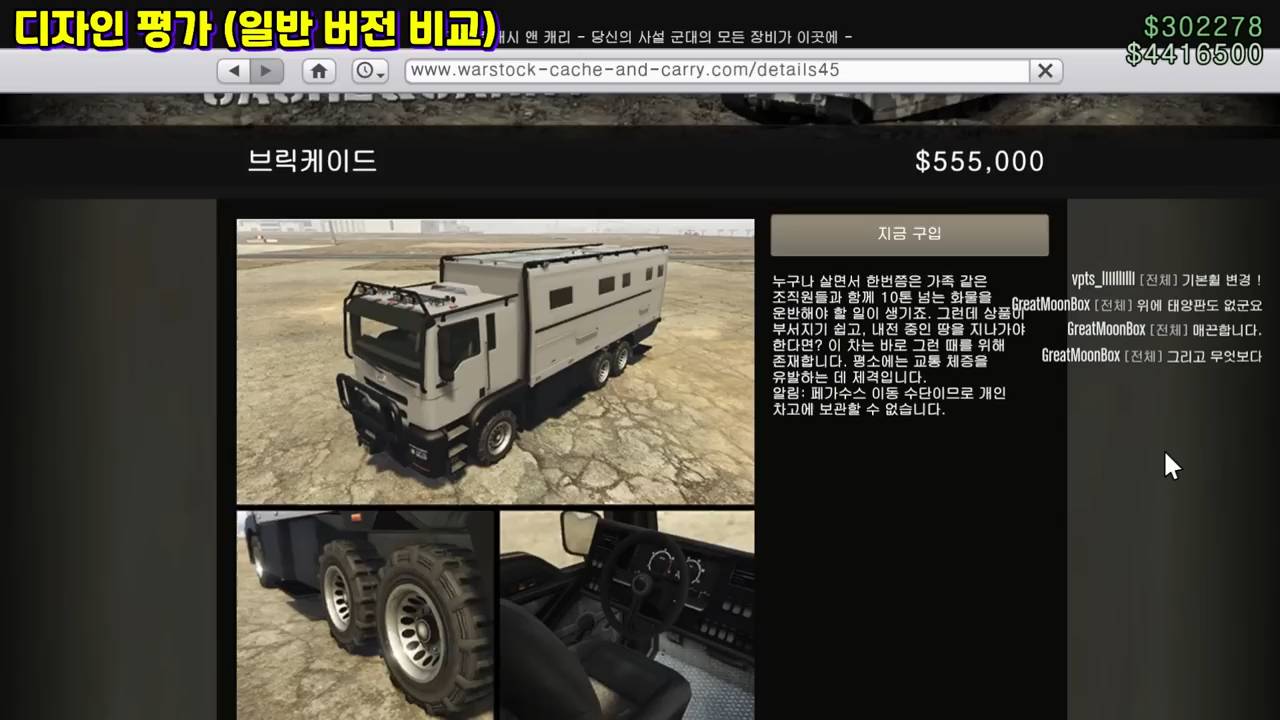 디자인 평가 (일반 버전 비교)
캐시 앤 캐리 - 당신의 사설 군대의 모든 장비가 이곳에 -
$302278
$4416500
www.warstock-cache-and-carry.com/details45
브릭케이드
$555,000
지금 구입
누구나 살면서 한번쯤은 가족 같은
조직원들과 함께 10톤 넘는 화물을
운반해야 할 일이 생기죠. 그런데 상품이
부서지기 쉽고, 내전 중인 땅을 지나가야
한다면? 이 차는 바로 그런 때를 위해
존재합니다. 평소에는 교통 체증을
유발하는 데 제격입니다.
알림: 페가수스 이동 수단이므로 개인
차고에 보관할 수 없습니다.
[전체] 기본휠 변경 !
GreatMoonBox [전체] 위에 태양판도 없군요
GreatMoonBox [전체] 매끈합니다.
GreatMoonBox [전체] 그리고 무엇보다